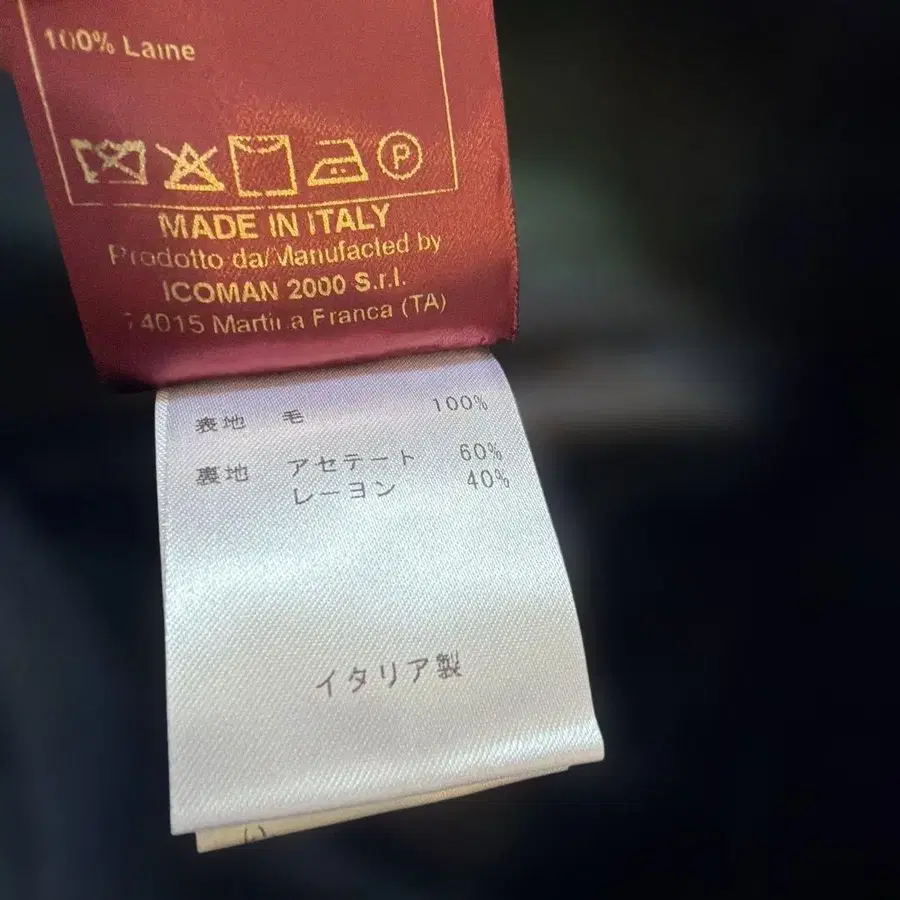 100% Laine
P
MADE IN ITALY
Prodotto da/Manufacted by
ICOMAN 2000 S.r.l.
74015 Martina Franca (TA)
表地 毛 100%
裏地 アセテート 60%
レーヨン 40%
イタリア製